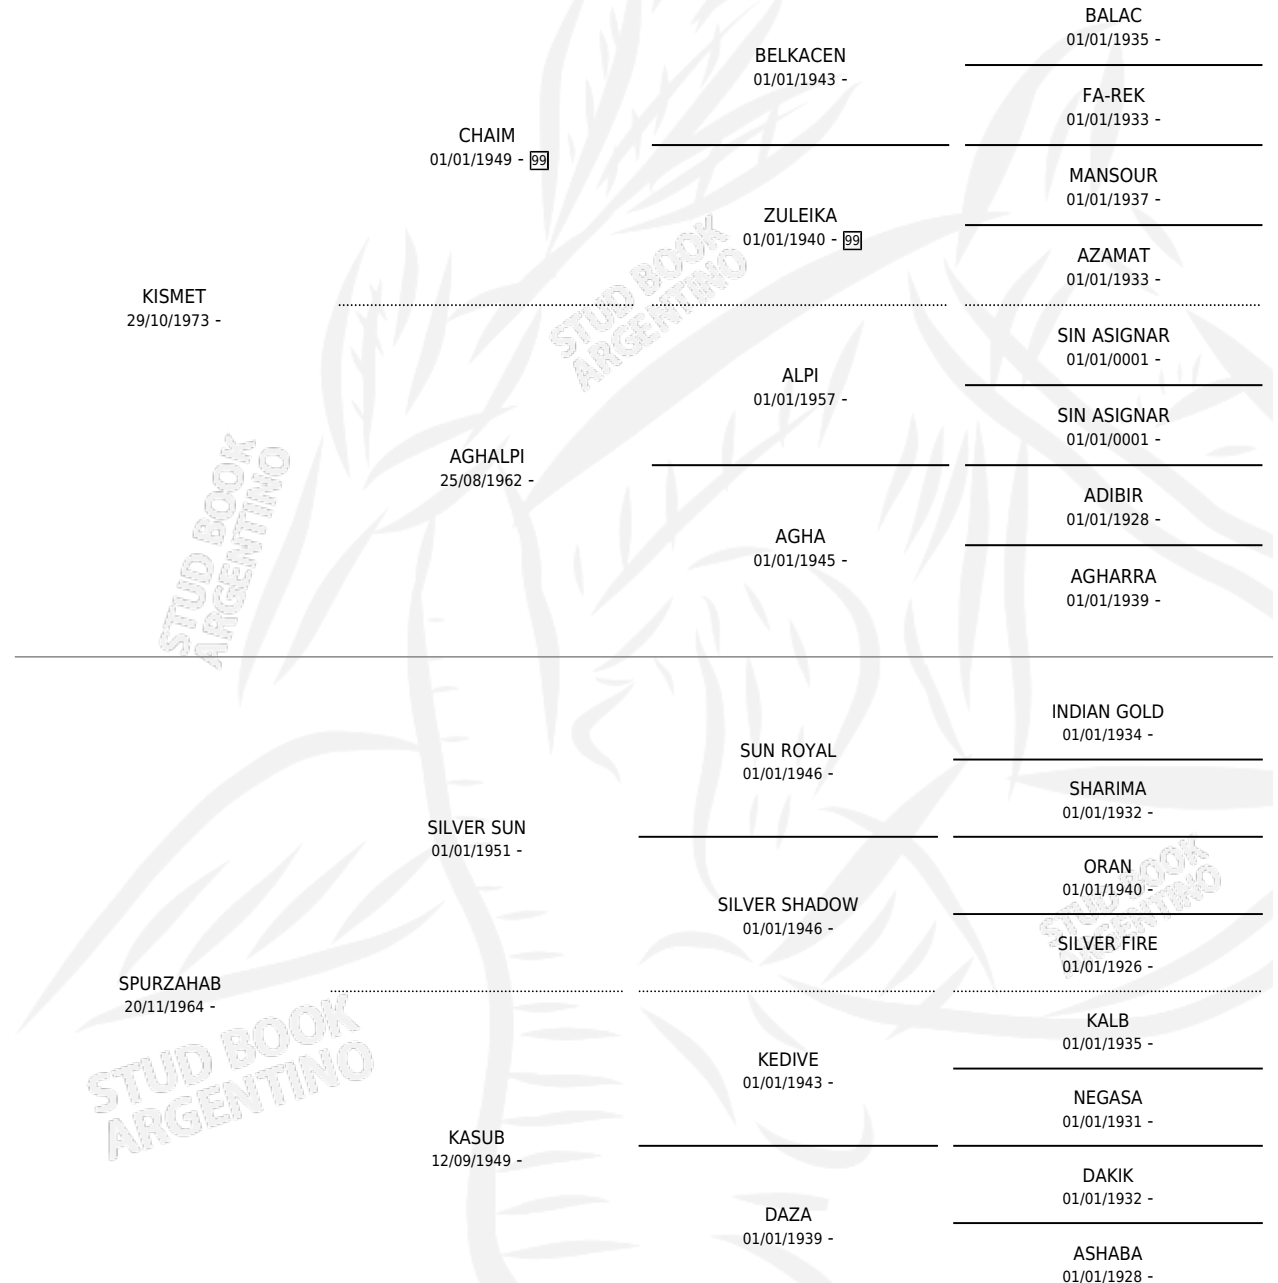 BALAC
01/01/1935 -
BELKACEN
01/01/1943 -
FA-REK
01/01/1933 -
CHAIM
01/01/1949 - 99
MANSOUR
01/01/1937 -
ZULEIKA
01/01/1940 - 99
AZAMAT
01/01/1933 -
KISMET
29/10/1973 -
SIN ASIGNAR
01/01/0001 -
ALPI
01/01/1957 -
SIN ASIGNAR
01/01/0001 -
AGHALPI
25/08/1962 -
ADIBIR
01/01/1928 -
AGHA
01/01/1945 -
AGHARRA
01/01/1939 -
STUD BOOK
ARGENTINO
STUD BOOK
ARGENTINO
INDIAN GOLD
01/01/1934 -
SUN ROYAL
01/01/1946 -
SHARIMA
01/01/1932 -
SILVER SUN
01/01/1951 -
ORAN
01/01/1940 -
SILVER SHADOW
01/01/1946 -
SILVER FIRE
01/01/1926 -
SPURZAHAB
20/11/1964 -
KALB
01/01/1935 -
KEDIVE
01/01/1943 -
NEGASA
01/01/1931 -
KASUB
12/09/1949 -
DAKIK
01/01/1932 -
DAZA
01/01/1939 -
ASHABA
01/01/1928 -
STUD BOOK
ARGENTINO
STUD BOOK
ARGENTINO